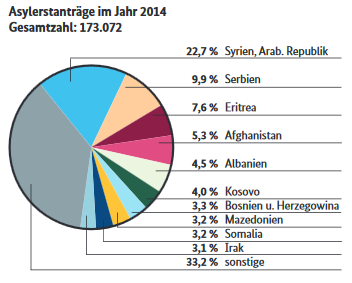 Asylerstanträge im Jahr 2014
Gesamtzahl: 173.072
22,7 % Syrien, Arab. Republik
9,9 % Serbien
7,6 % Eritrea
5,3 % Afghanistan
4,5 % Albanien
4,0 % Kosovo
3,3 % Bosnien u. Herzegowina
3,2 % Mazedonien
3,2 % Somalia
3,1 % Irak
33,2 % sonstige